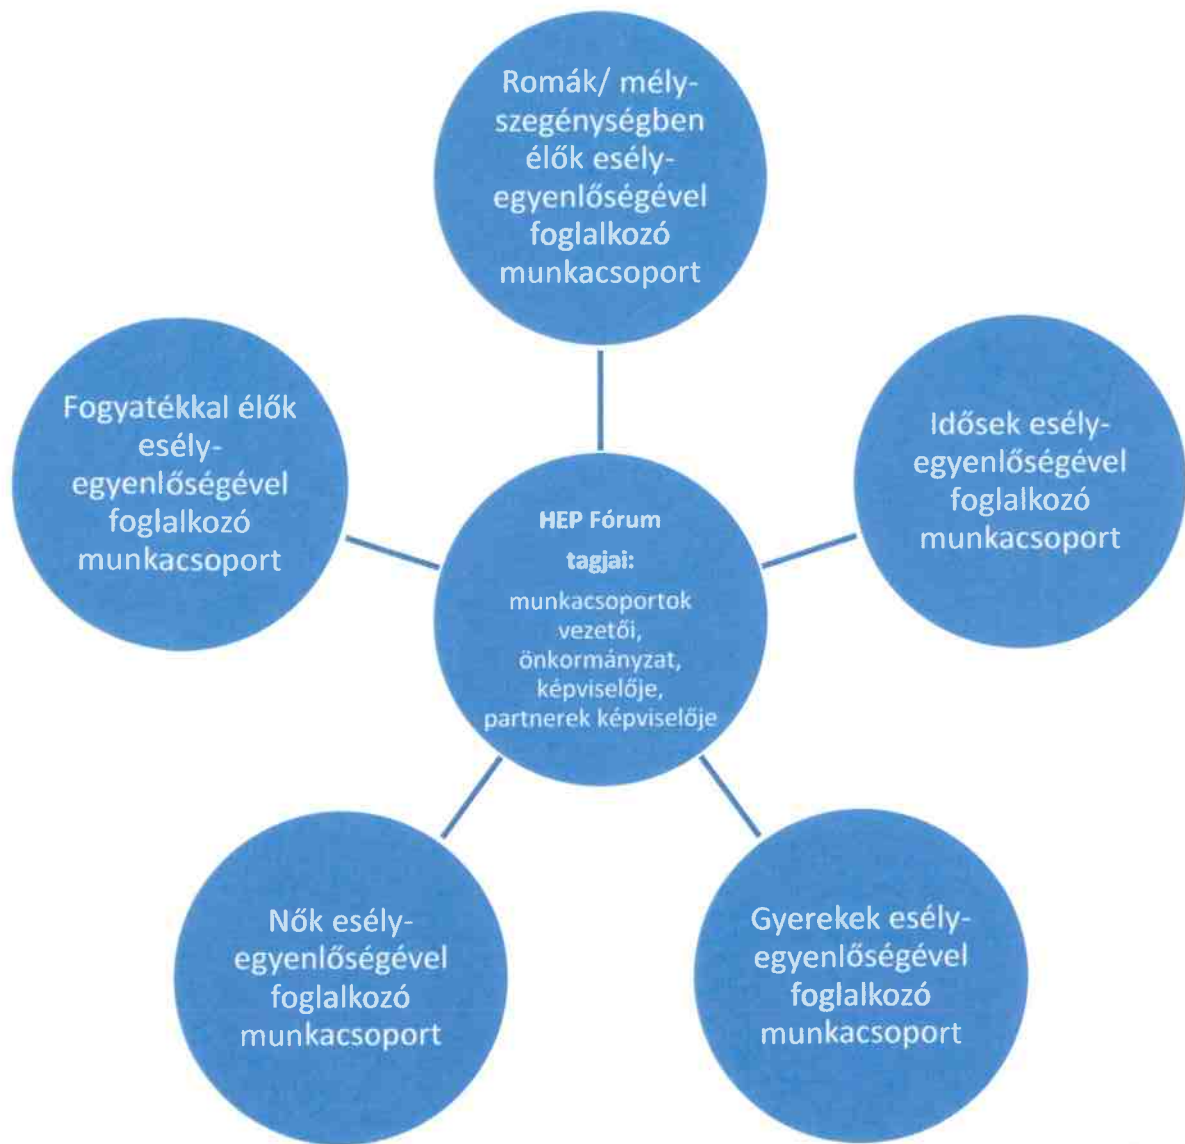 Romák/ mély-
szegénységben
élők esély-
egyenlőségével
foglalkozó
munkacsoport
Fogyatékkal élők
esély-
egyenlőségével
foglalkozó
munkacsoport
Idősek esély-
egyenlőségével
foglalkozó
munkacsoport
HEP Fórum
tagjai:
munkacsoportok
vezetői,
önkormányzat,
képviselője,
partnerek képviselője
Nők esély-
egyenlőségével
foglalkozó
munkacsoport
Gyerekek esély-
egyenlőségével
foglalkozó
munkacsoport